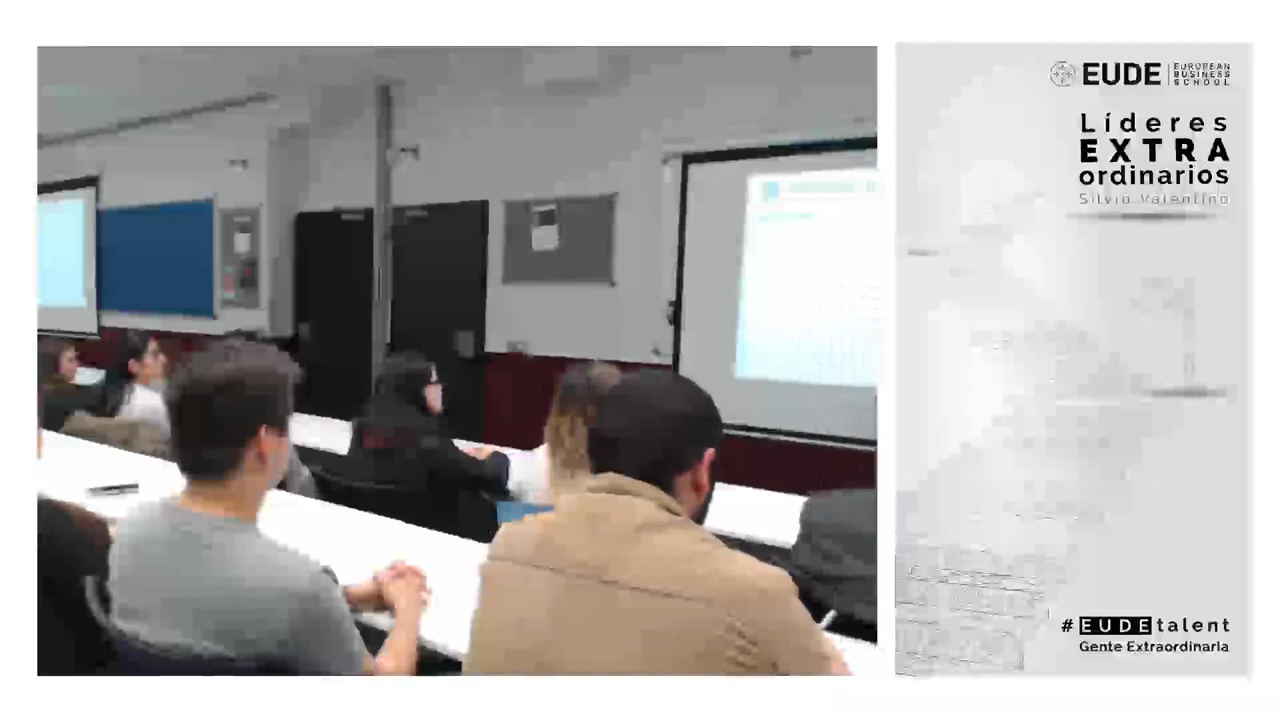 EUDE
EUROPEAN
BUSINESS
SCHOOL
Líderes
EXTRA
ordinarios
Silvio Valentino
#EUDEtalent
Gente Extraordinaria